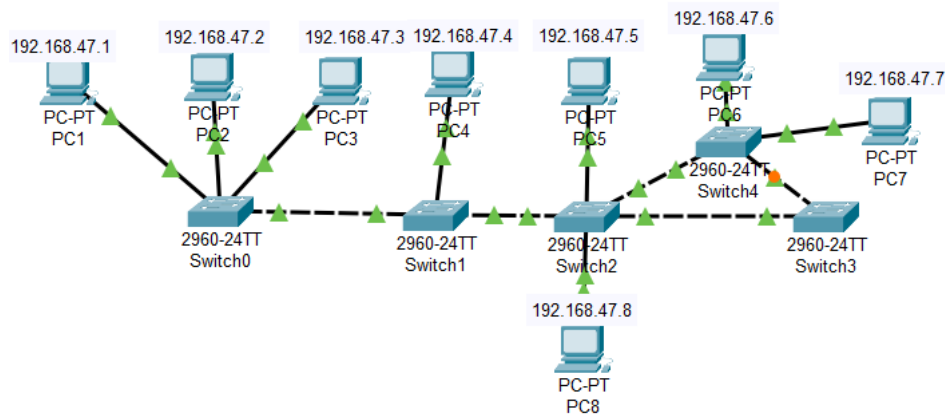 192.168.47.1
PC-PT
PC1
192.168.47.2
PC-PT
PC2
192.168.47.3
PC-PT
PC3
192.168.47.4
PC-PT
PC4
192.168.47.5
PC-PT
PC5
192.168.47.6
PC-PT
PC6
192.168.47.7
PC-PT
PC7
2960-24TT
Switch4
2960-24TT
Switch0
2960-24TT
Switch1
2960-24TT
Switch2
2960-24TT
Switch3
192.168.47.8
PC-PT
PC8